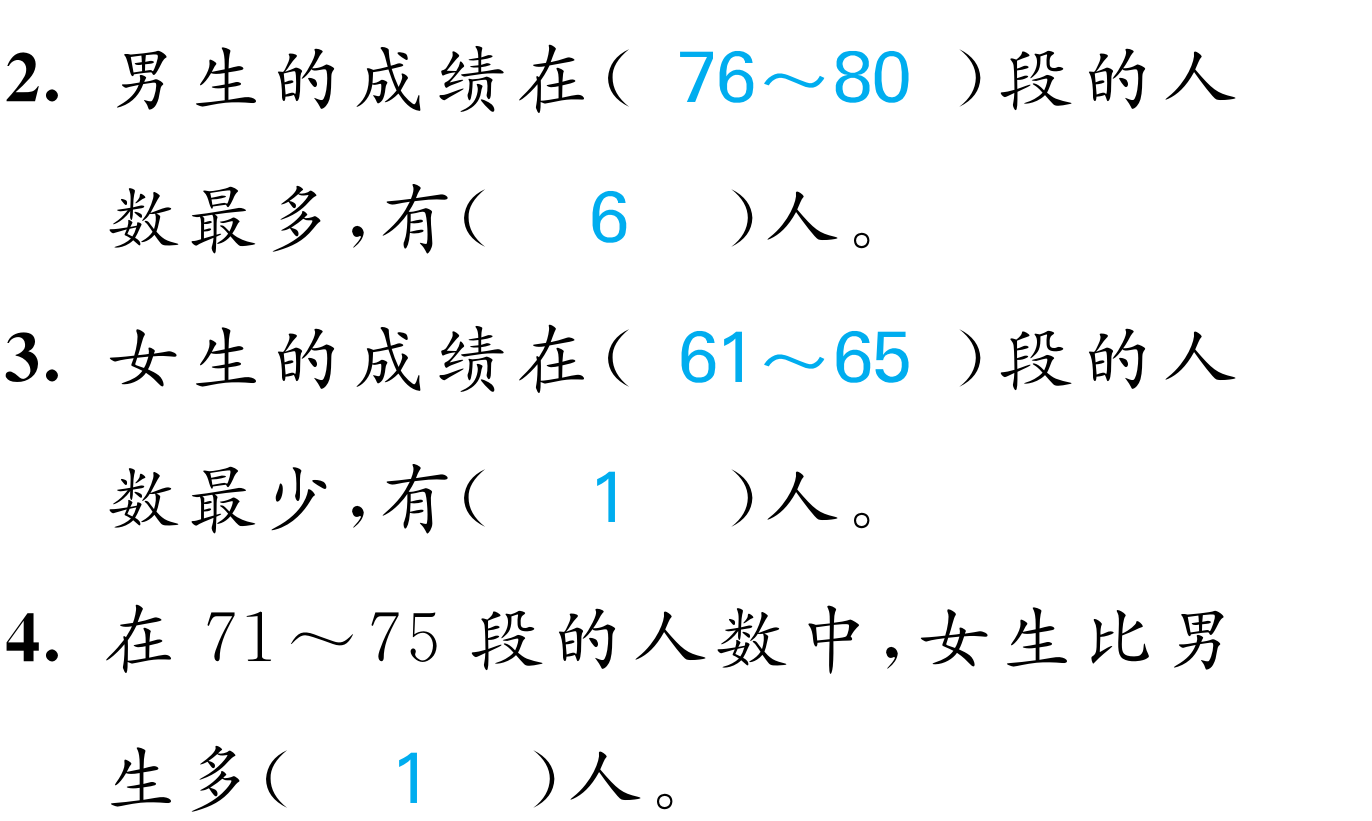 2. 男生的成绩在( 76～80 )段的人
数最多,有( 6 )人。
3. 女生的成绩在( 61～65 )段的人
数最少,有( 1 )人。
4. 在 71～75 段的人数中,女生比男
生多( 1 )人。